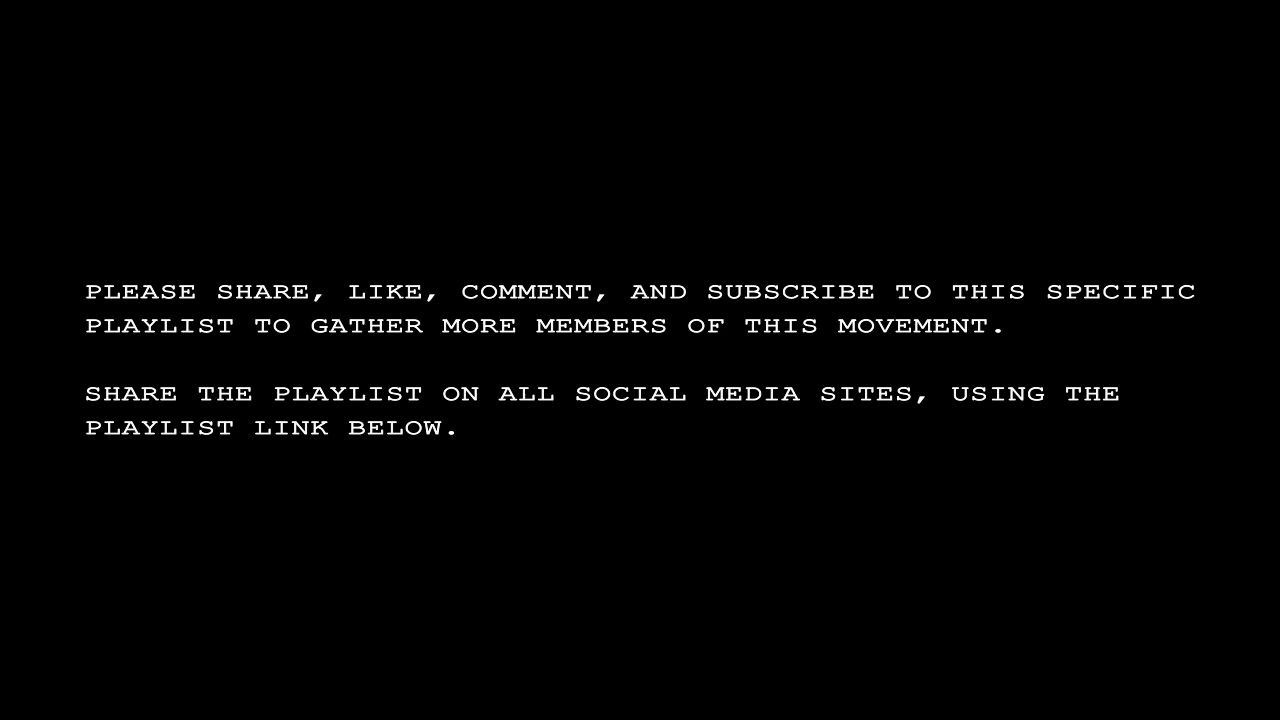 PLEASE SHARE, LIKE, COMMENT, AND SUBSCRIBE TO THIS SPECIFIC
PLAYLIST TO GATHER MORE MEMBERS OF THIS MOVEMENT.
SHARE THE PLAYLIST ON ALL SOCIAL MEDIA SITES, USING THE
PLAYLIST LINK BELOW.